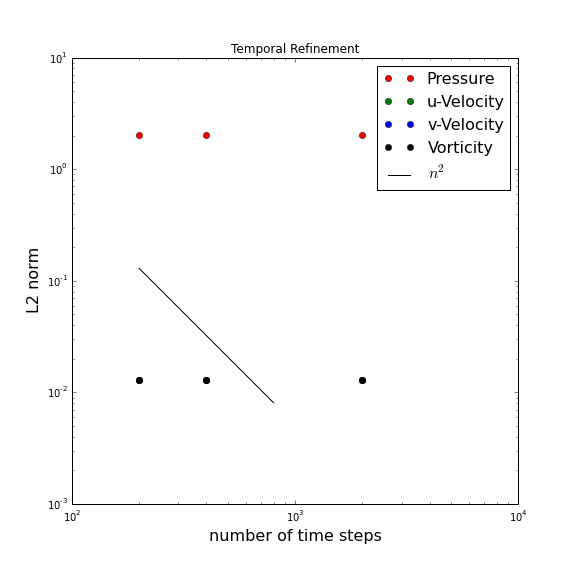 Temporal Refinement
10^1
10^0
10^-1
10^-2
10^-3
L2 norm
Pressure
u-Velocity
v-Velocity
Vorticity
n^2
10^2
10^3
10^4
number of time steps